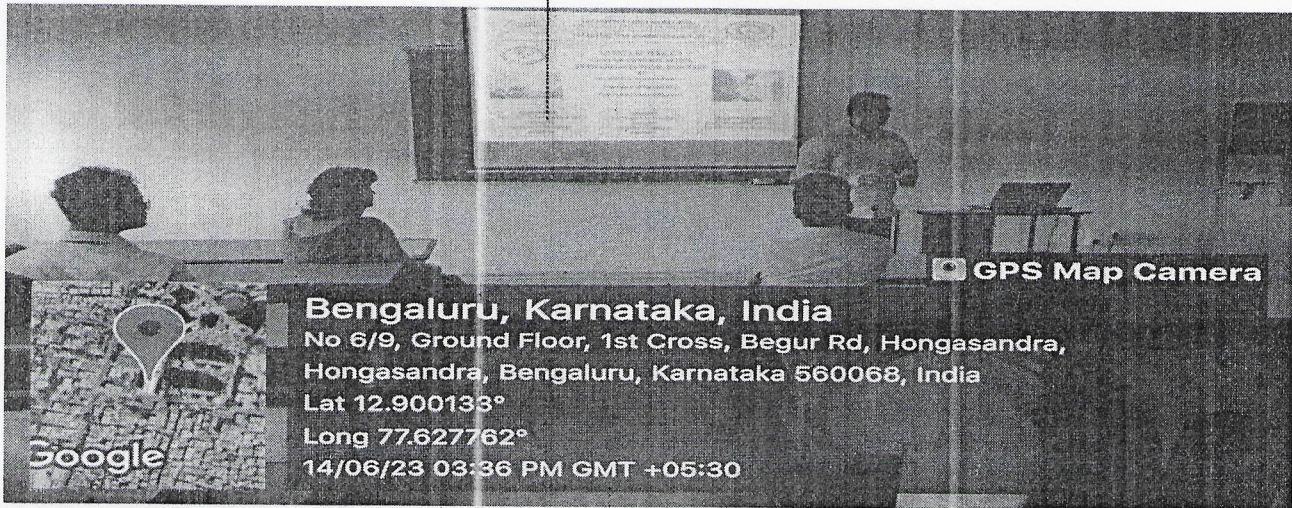 GPS Map Camera
Bengaluru, Karnataka, India
No 6/9, Ground Floor, 1st Cross, Begur Rd, Hongasandra,
Hongasandra, Bengaluru, Karnataka 560068, India
Lat 12.900133°
Long 77.627762°
14/06/23 03:36 PM GMT +05:30
Google